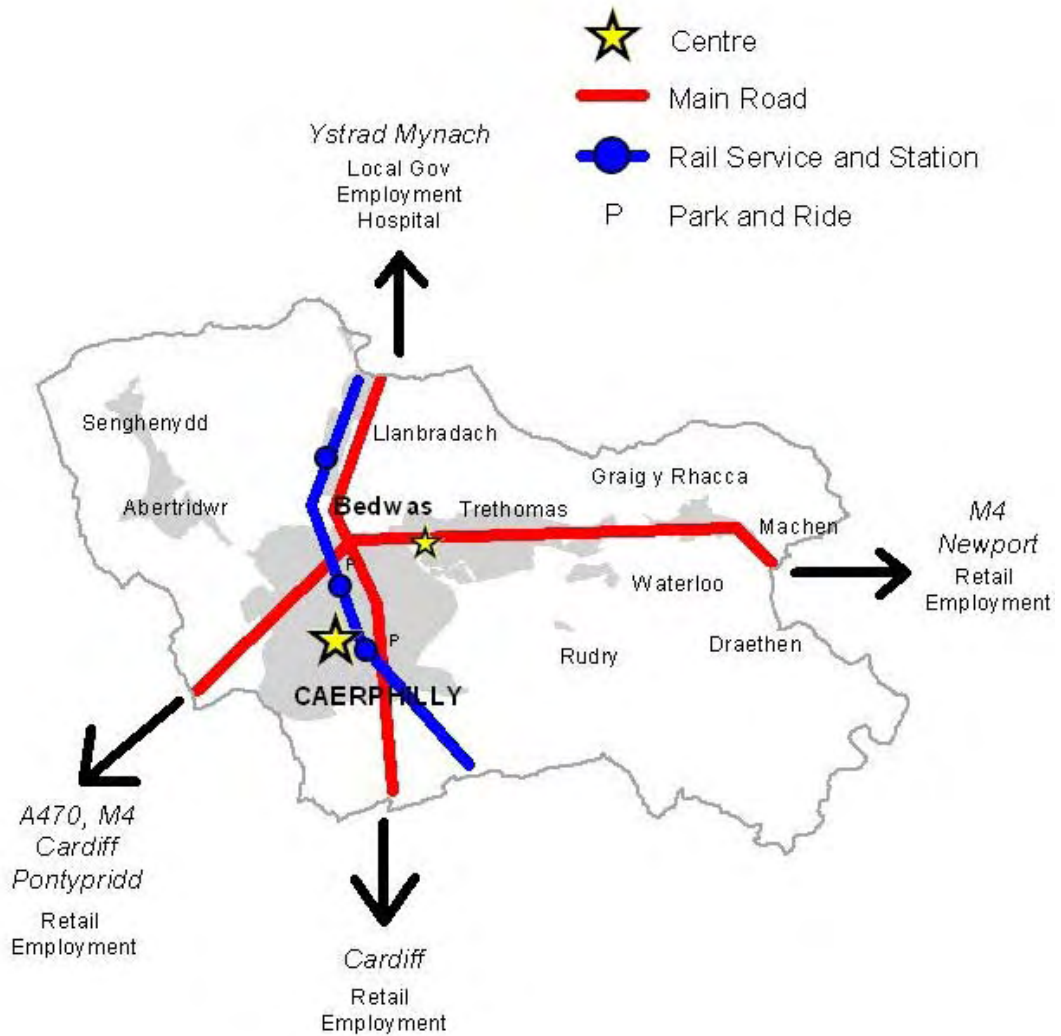 Centre
Main Road
Rail Service and Station
P Park and Ride
Ystrad Mynach
Local Gov
Employment
Hospital
Senghenydd
Llanbradach
Graig y Rhacca
Abertridwr
Bedwas
Trethomas
Machen
M4
Newport
Retail
Employment
P
Waterloo
P
Rudry
Draethen
CAERPHILLY
A470, M4
Cardiff
Pontypridd
Retail
Employment
Cardiff
Retail
Employment